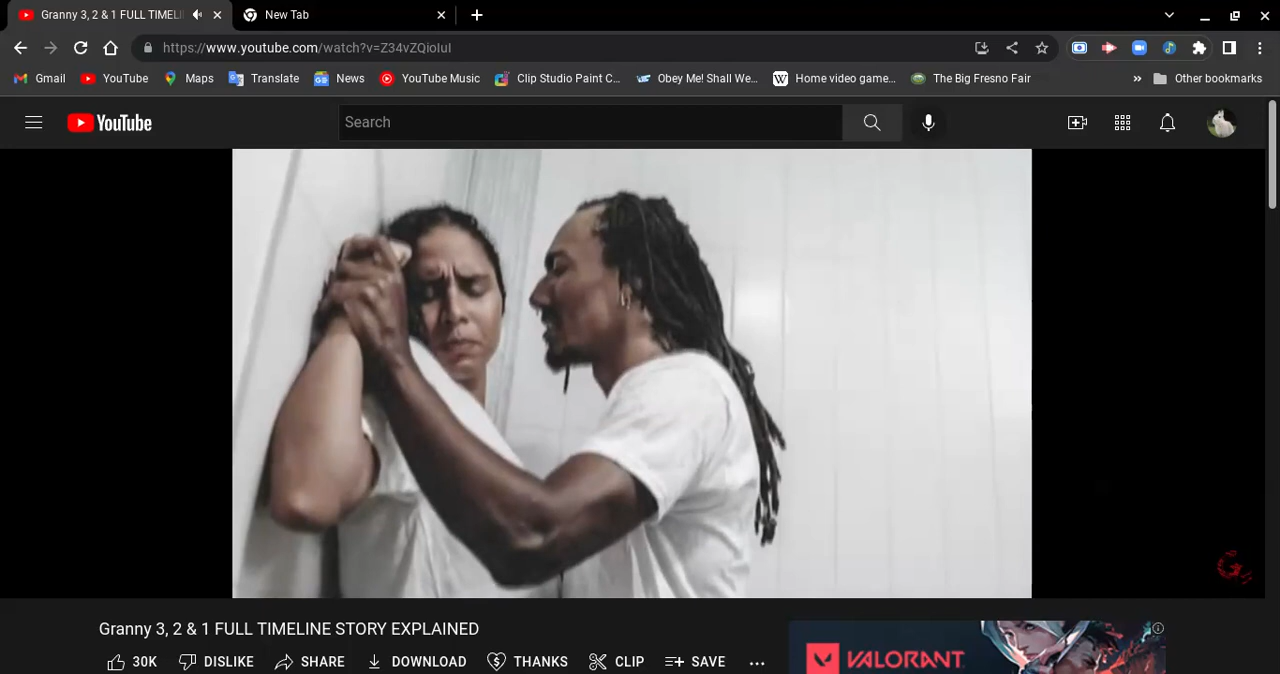 Granny 3, 2 & 1 FULL TIMELI
New Tab
https://www.youtube.com/watch?v=Z34vZQioIuI
Gmail YouTube Maps Translate News YouTube Music Clip Studio Paint C... Obey Me! Shall We... Home video game... The Big Fresno Fair » Other bookmarks
YouTube
Search
Granny 3, 2 & 1 FULL TIMELINE STORY EXPLAINED
30K DISLIKE SHARE DOWNLOAD THANKS CLIP SAVE ...
VALORANT